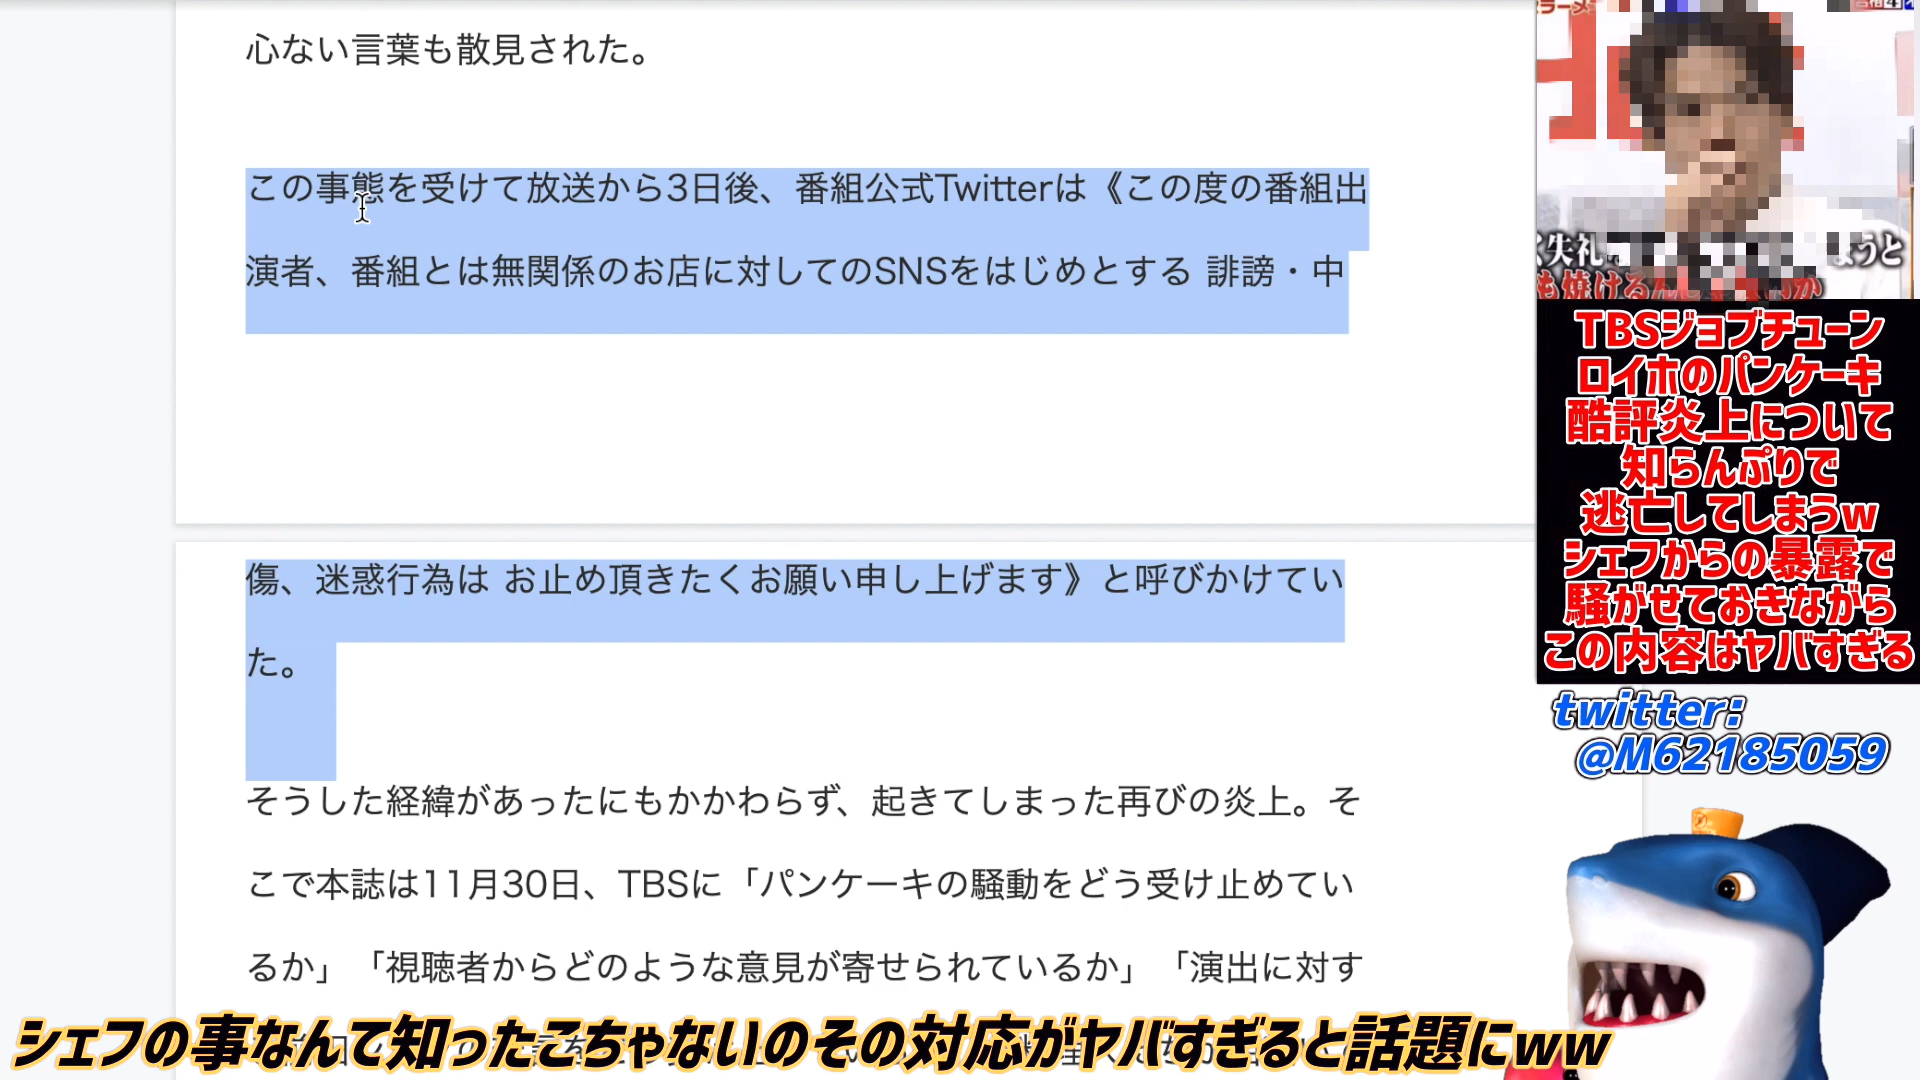 心ない言葉も散見された。
この事態を受けて放送から3日後、番組公式Twitterは《この度の番組出
演者、番組とは無関係のお店に対してのSNSをはじめとする 誹謗・中
傷、迷惑行為は お止め頂きたくお願い申し上げます》と呼びかけてい
た。
そうした経緯があったにもかかわらず、起きてしまった再びの炎上。そ
こで本誌は11月30日、TBSに「パンケーキの騒動をどう受け止めてい
るか」「視聴者からどのような意見が寄せられているか」「演出に対す
シェフの事なんて知ったこちゃないのその対応がヤバすぎると話題にww
失礼
ようと
も焼ける
TBSジョブチューン
ロイホのパンケーキ
酷評炎上について
知らんぷりで
逃亡してしまうw
シェフからの暴露で
騒がせておきながら
この内容はヤバすぎる
twitter:
@M62185059